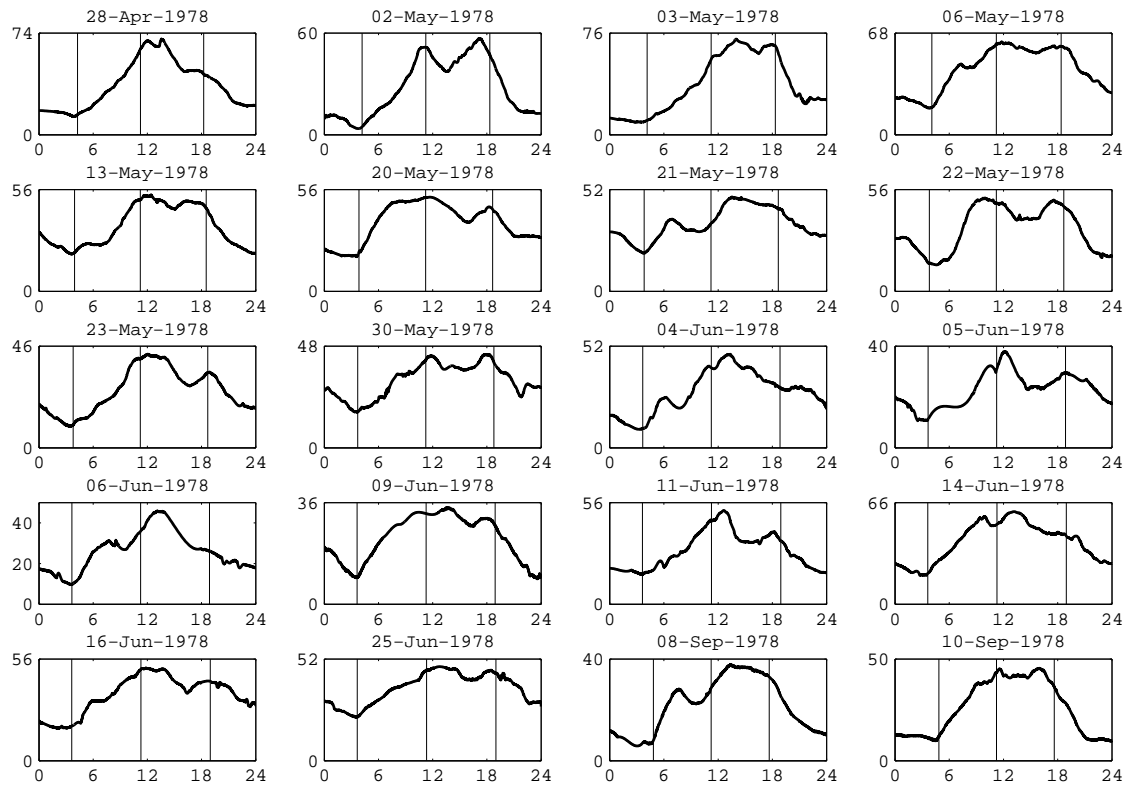 28-Apr-1978 02-May-1978 03-May-1978 06-May-1978
74 60 76 68
0 0 0 0
0 6 12 18 24 0 6 12 18 24 0 6 12 18 24 0 6 12 18 24
13-May-1978 20-May-1978 21-May-1978 22-May-1978
56 56 52 56
0 0 0 0
0 6 12 18 24 0 6 12 18 24 0 6 12 18 24 0 6 12 18 24
23-May-1978 30-May-1978 04-Jun-1978 05-Jun-1978
46 48 52 40
0 0 0 0
0 6 12 18 24 0 6 12 18 24 0 6 12 18 24 0 6 12 18 24
06-Jun-1978 09-Jun-1978 11-Jun-1978 14-Jun-1978
36 56 66
40
20
0 0 0 0
0 6 12 18 24 0 6 12 18 24 0 6 12 18 24 0 6 12 18 24
16-Jun-1978 25-Jun-1978 08-Sep-1978 10-Sep-1978
56 52 40 50
0 0 0 0
0 6 12 18 24 0 6 12 18 24 0 6 12 18 24 0 6 12 18 24